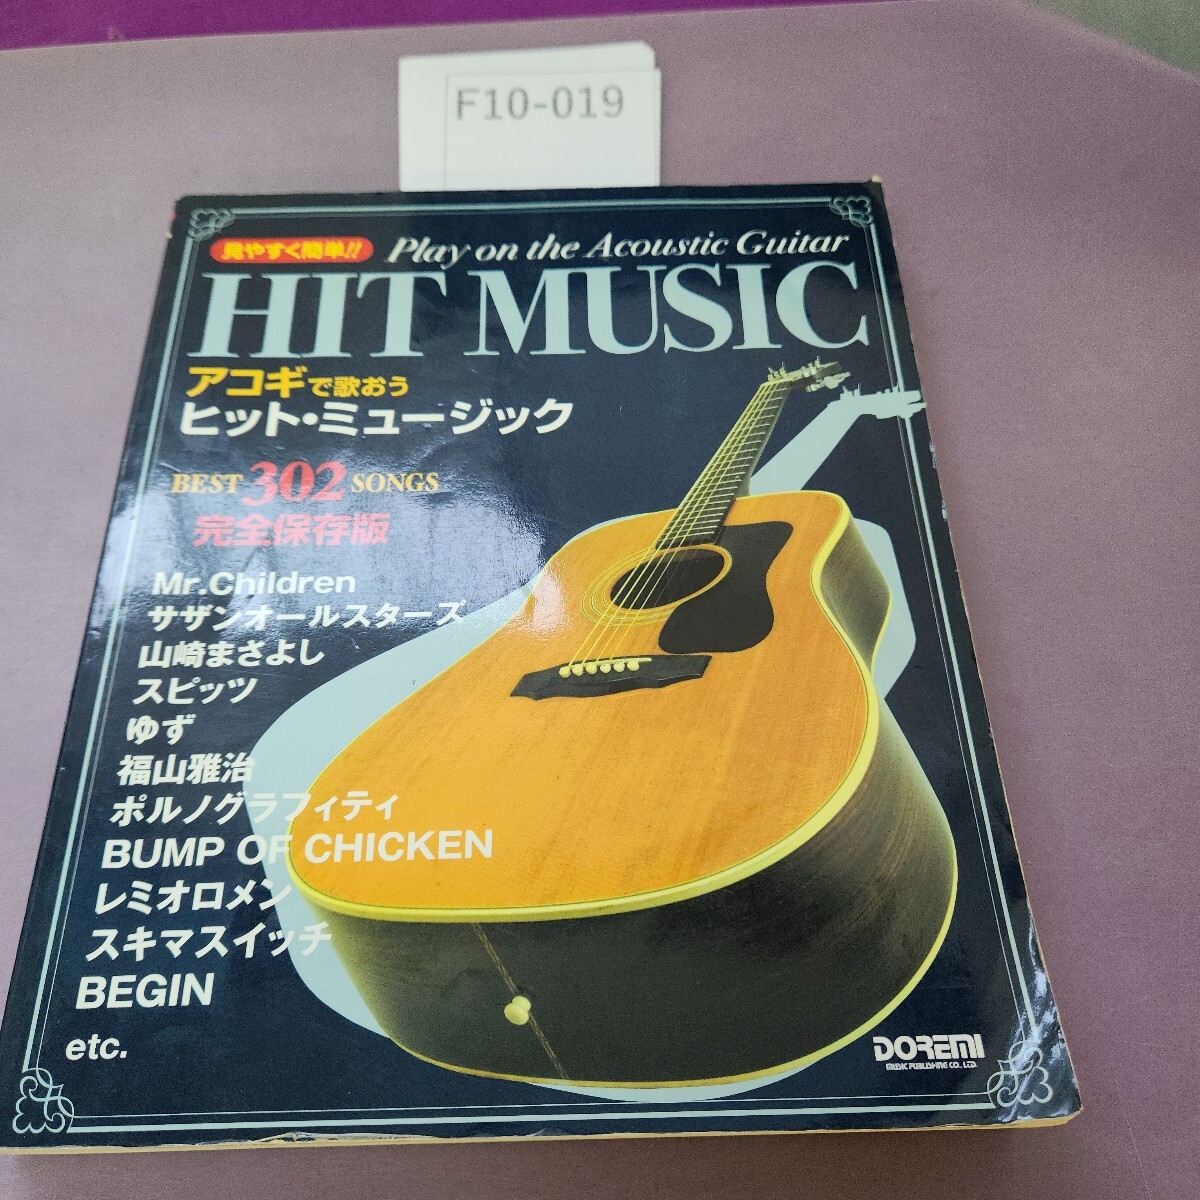 F10-019
見やすく簡単!!
Play on the Acoustic Guitar
HIT MUSIC
アコギで歌おう
ヒット・ミュージック
BEST 302 SONGS
完全保存版
Mr.Children
サザンオールスターズ
山崎まさよし
スピッツ
ゆず
福山雅治
ポルノグラフィティ
BUMP OF CHICKEN
レミオロメン
スキマスイッチ
BEGIN
etc.
DOREMI
MUSIC PUBLISHING CO., LTD.